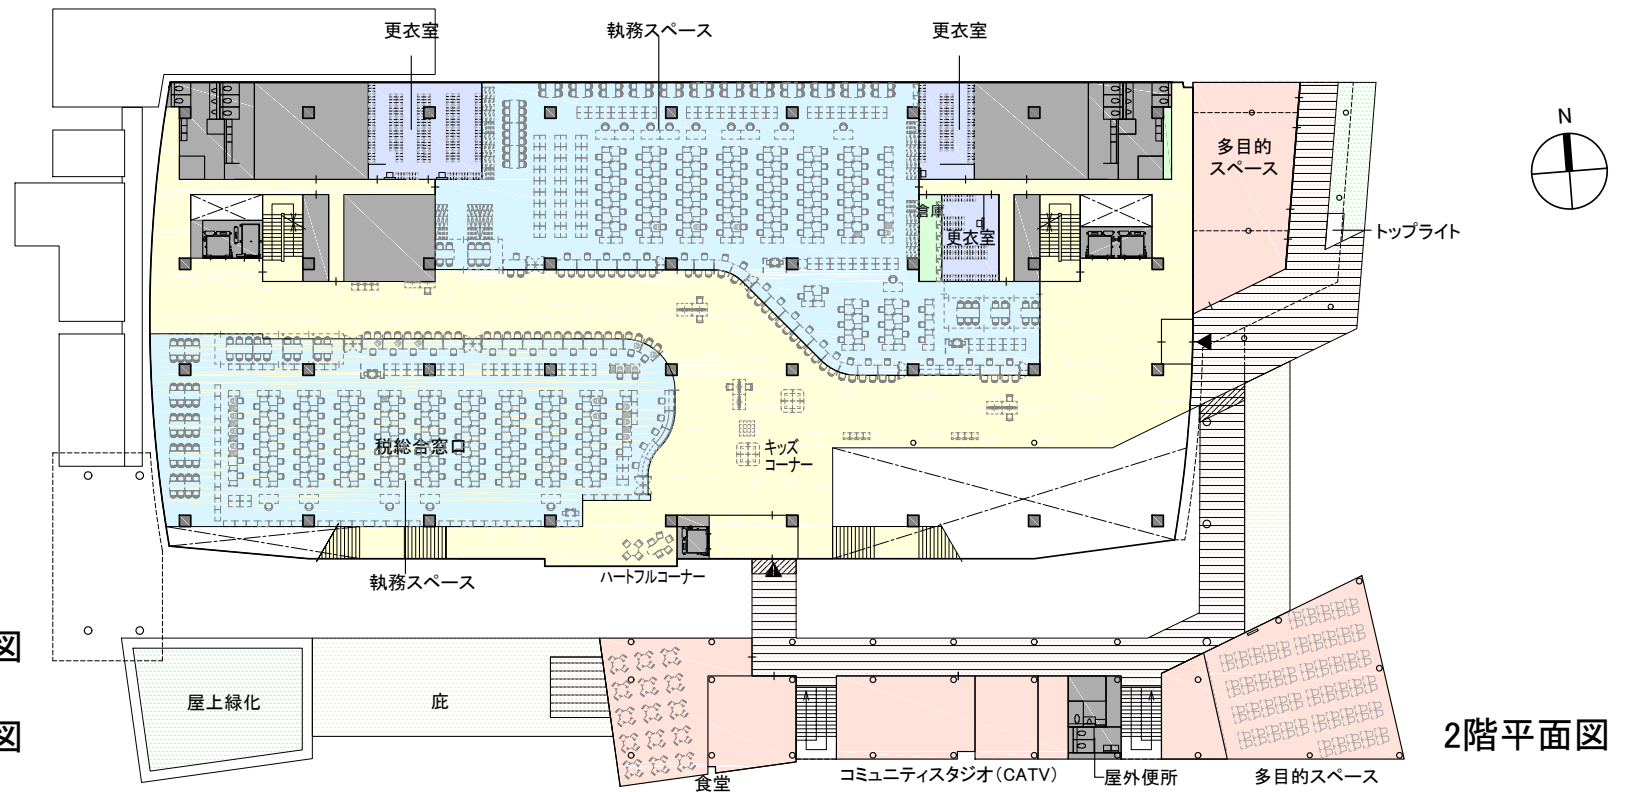 更衣室
執務スペース
更衣室
N
多目的
スペース
倉庫
更衣室
トップライト
税総合窓口
キッズ
コーナー
執務スペース
ハートフルコーナー
図
屋上緑化
庇
図
2階平面図
食堂
コミュニティスタジオ(CATV)
屋外便所
多目的スペース